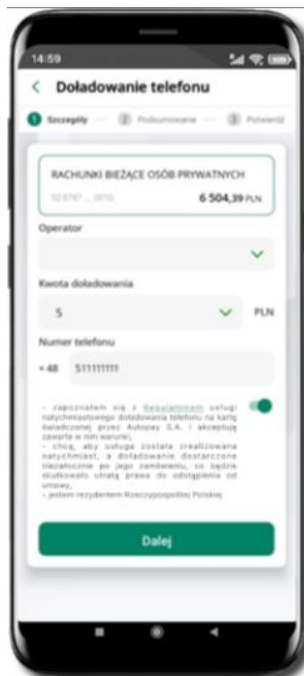 14:59
Doładowanie telefonu
1 Szczegóły 2 Podsumowanie 3 Potwierdź
RACHUNKI BIEŻĄCE OSÓB PRYWATNYCH
6 504,39 PLN
Operator
Kwota doładowania
5 PLN
Numer telefonu
+ 48 511111111
- zapoznałem się z Regulaminem usługi
natychmiastowego doładowania telefonu na kartę
świadczonej przez Autopay S.A. i akceptuję
zawarte w nim warunki,
- chcę, aby usługa została zrealizowana
natychmiast, a doładowanie dostarczone
niezwłocznie po jego zamówieniu, co będzie
skutkowało utratą prawa do odstąpienia od
umowy,
- jestem rezydentem Rzeczypospolitej Polskiej
Dalej